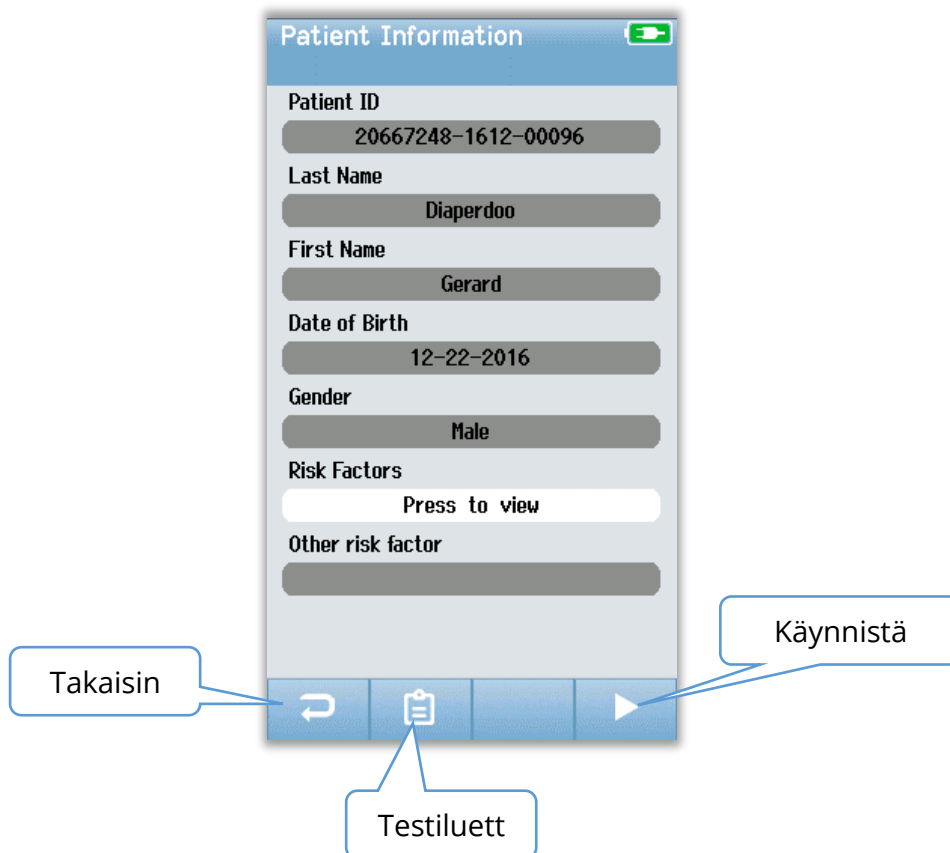 Patient Information
Patient ID
20667248-1612-00096
Last Name
Diaperdoo
First Name
Gerard
Date of Birth
12-22-2016
Gender
Male
Risk Factors
Press to view
Other risk factor
Käynnistä
Takaisin
Testiluett